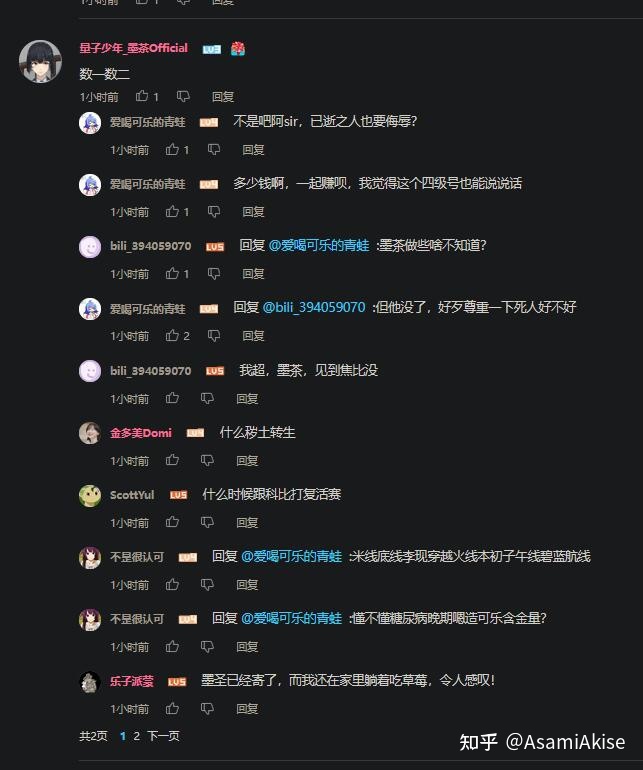 1小时前 1 回复
量子少年_墨茶Official LV3
数一数二
1小时前 1 回复
爱喝可乐的青蛙 LV4 不是吧阿sir，已逝之人也要侮辱？
1小时前 1 回复
爱喝可乐的青蛙 LV4 多少钱啊，一起赚呗，我觉得这个四级号也能说说话
1小时前 1 回复
bili_394059070 LV5 回复 @爱喝可乐的青蛙 :墨茶做些啥不知道？
1小时前 1 回复
爱喝可乐的青蛙 LV4 回复 @bili_394059070 :但他没了，好歹尊重一下死人好不好
1小时前 2 回复
bili_394059070 LV5 我超，墨茶，见到焦比没
1小时前 回复
金多美Domi LV4 什么秽土转生
1小时前 回复
ScottYul LV5 什么时候跟科比打复活赛
1小时前 回复
不是很认可 LV4 回复 @爱喝可乐的青蛙 :米线底线李现穿越火线本初子午线碧蓝航线
1小时前 回复
不是很认可 LV4 回复 @爱喝可乐的青蛙 :懂不懂糖尿病晚期嗯造可乐含金量？
1小时前 回复
乐子派蒙 LV5 墨圣已经寄了，而我还在家里躺着吃草莓，令人感叹！
1小时前 回复
共2页 1 2 下一页
知乎 @AsamiAkise